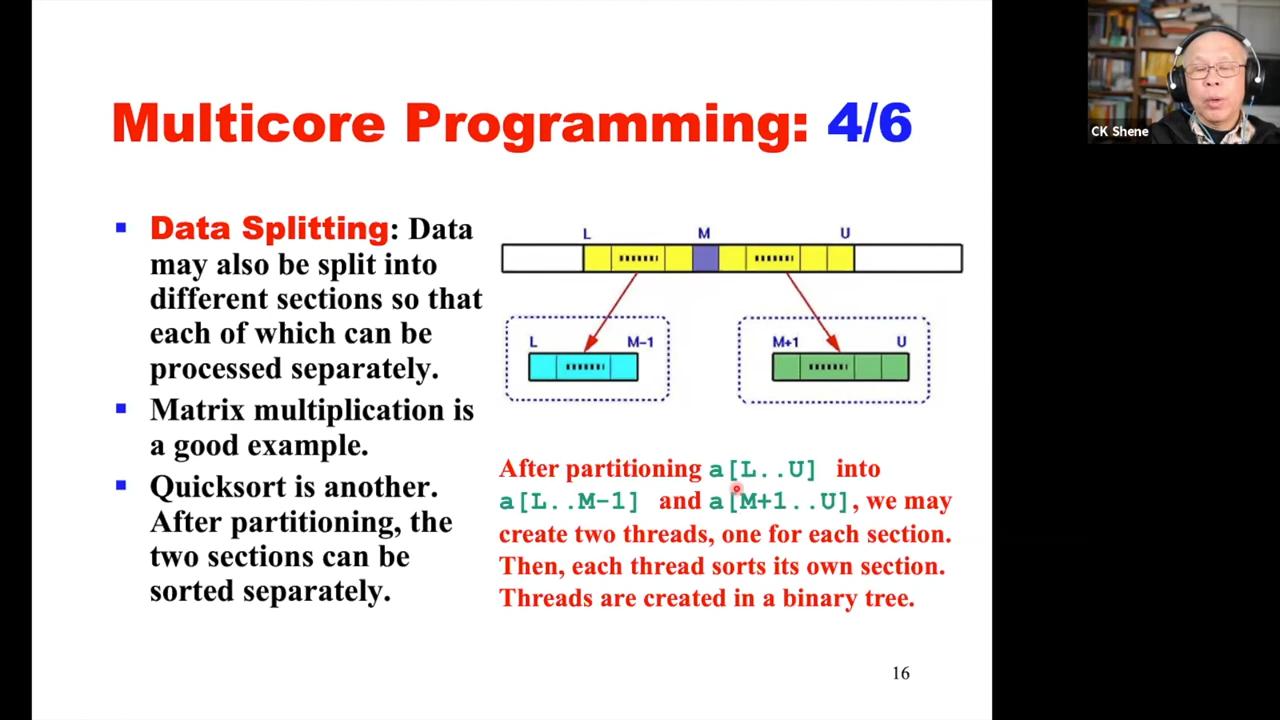 Multicore Programming: 4/6
CK Shene
Data Splitting: Data
may also be split into
different sections so that
each of which can be
processed separately.
Matrix multiplication is
a good example.
Quicksort is another.
After partitioning, the
two sections can be
sorted separately.
L M U
L M-1
M+1 U
After partitioning a[L..U] into
a[L..M-1] and a[M+1..U], we may
create two threads, one for each section.
Then, each thread sorts its own section.
Threads are created in a binary tree.
16